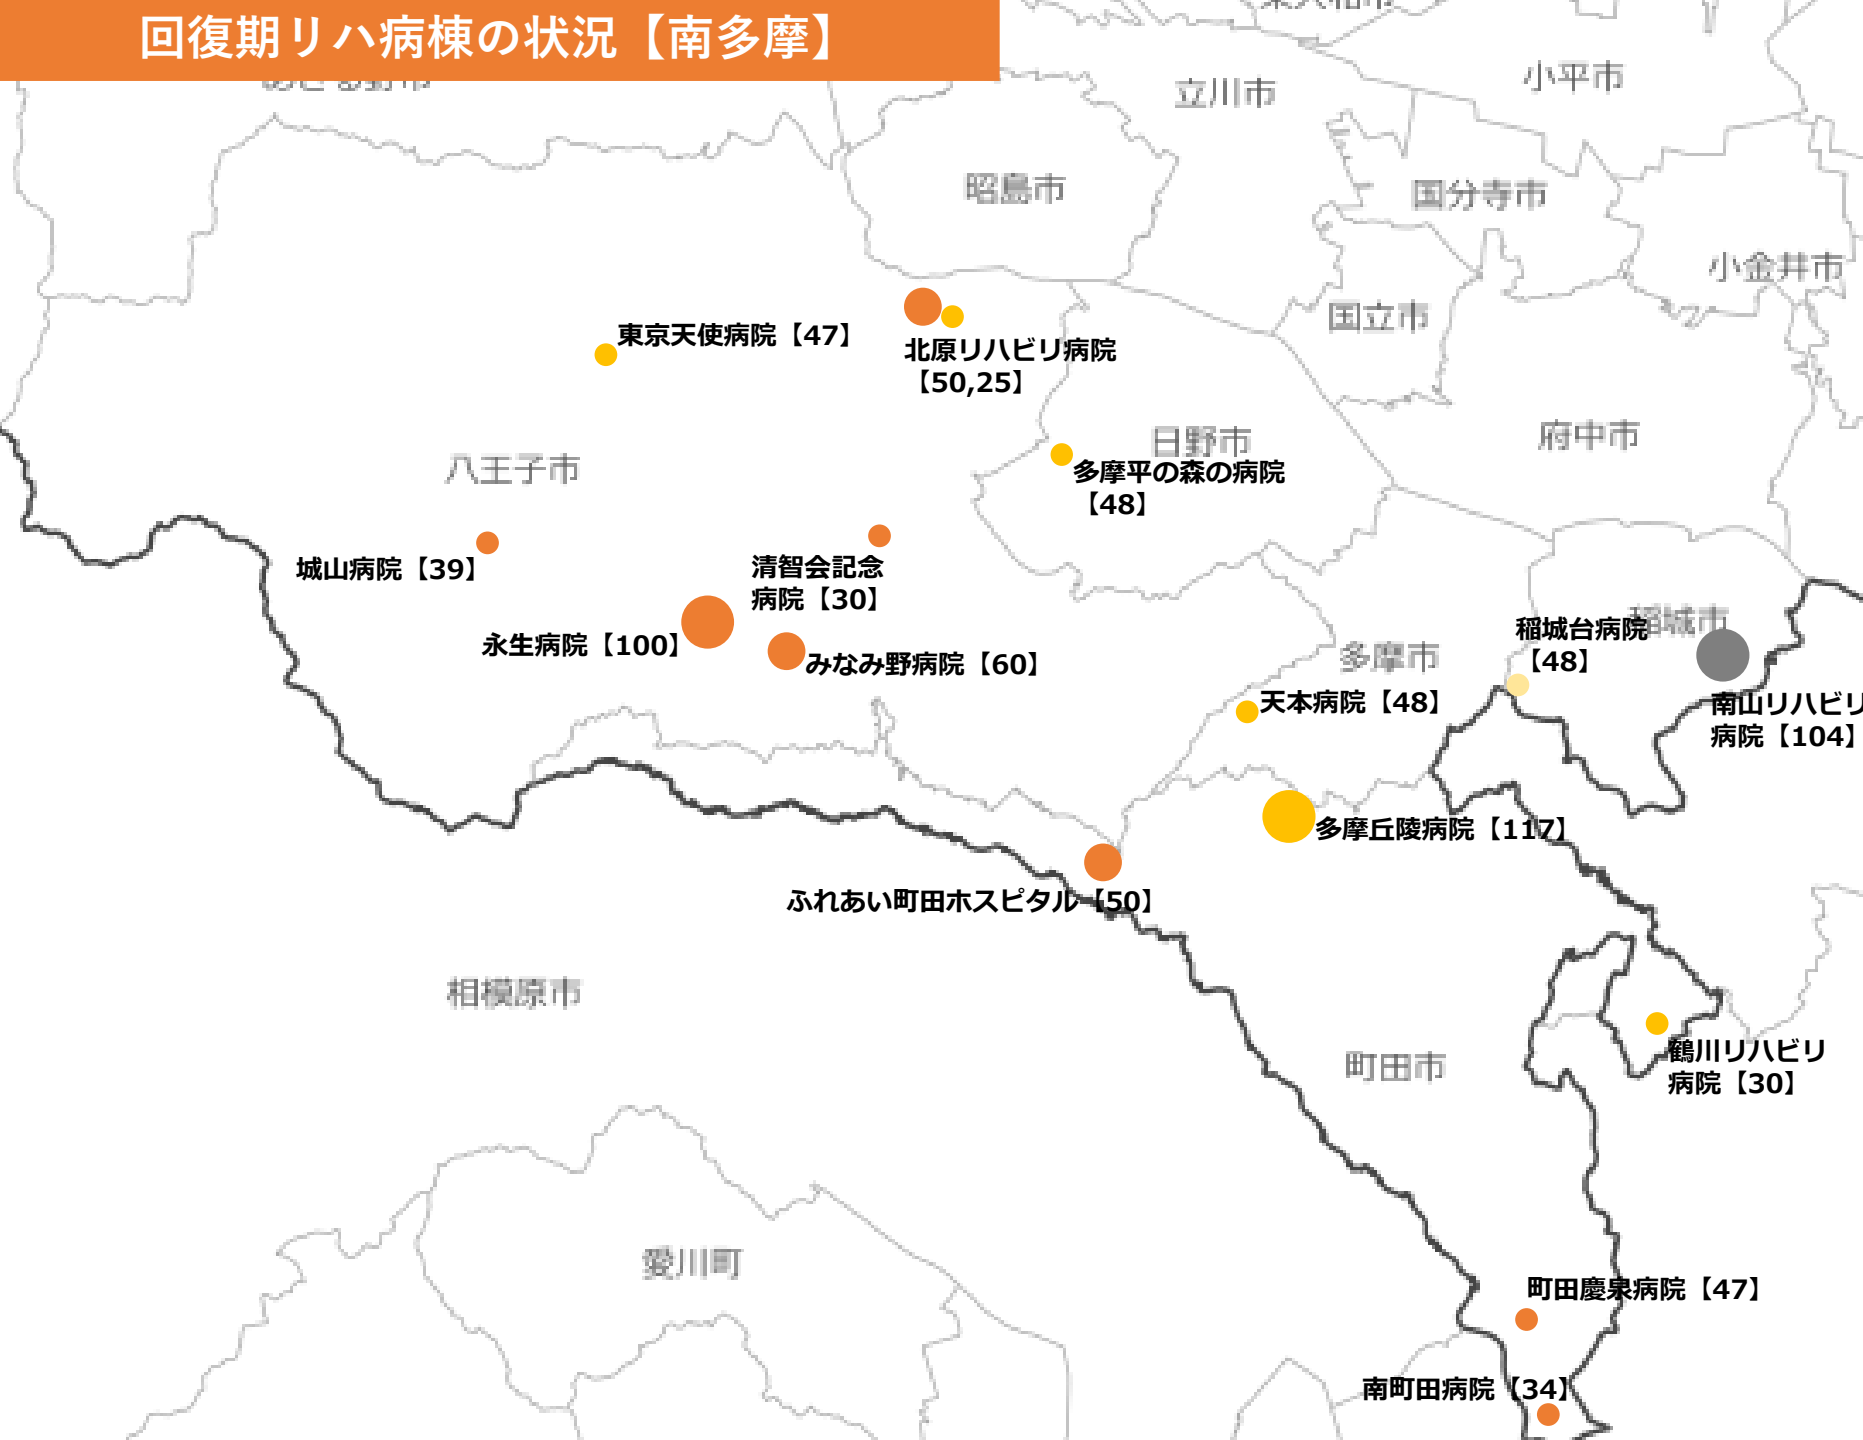 回復期リハ病棟の状況【南多摩】
立川市
小平市
昭島市
国分寺市
小金井市
国立市
東京天使病院【47】
北原リハビリ病院
【50,25】
府中市
日野市
八王子市
多摩平の森の病院
【48】
城山病院【39】
清智会記念
病院【30】
永生病院【100】
みなみ野病院【60】
稲城市
稲城台病院
【48】
多摩市
天本病院【48】
南山リハビリ
病院【104】
多摩丘陵病院【117】
ふれあい町田ホスピタル【50】
相模原市
町田市
鶴川リハビリ
病院【30】
愛川町
町田慶泉病院【47】
南町田病院【34】